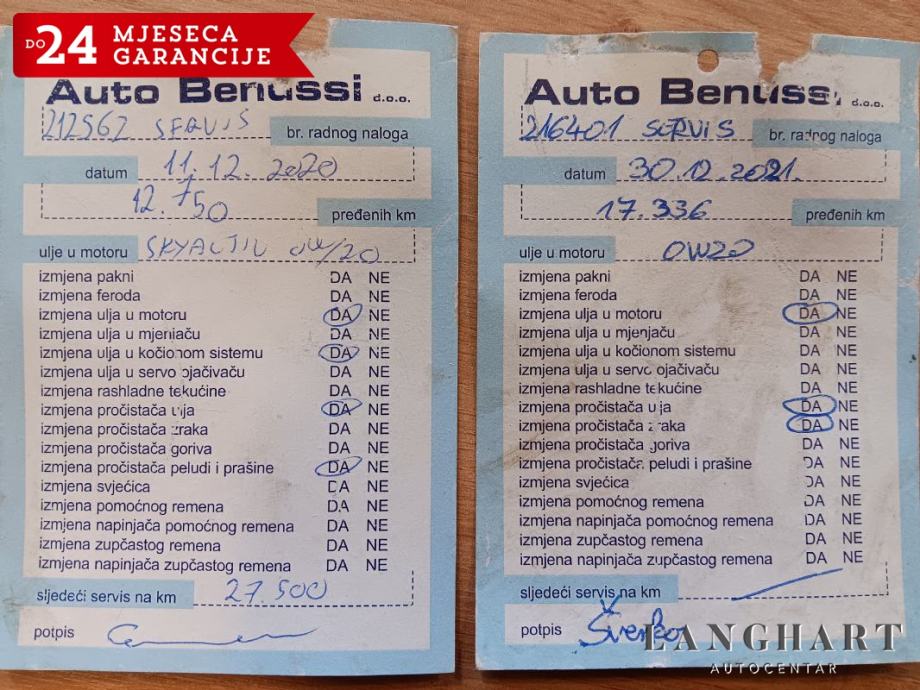 DO 24 MJESECA GARANCIJE
Auto Benussi d.o.o.
212562 SERVIS br. radnog naloga
datum 11.12.2020
12.750 pređenih km
ulje u motoru SKYACTIV 0W/20
izmjena pakni DA NE
izmjena feroda DA NE
izmjena ulja u motoru DA NE
izmjena ulja u mjenjaču DA NE
izmjena ulja u kočionom sistemu DA NE
izmjena ulja u servo ojačivaču DA NE
izmjena rashladne tekućine DA NE
izmjena pročistača ulja DA NE
izmjena pročistača zraka DA NE
izmjena pročistača goriva DA NE
izmjena pročistača peludi i prašine DA NE
izmjena svjećica DA NE
izmjena pomoćnog remena DA NE
izmjena napinjača pomoćnog remena DA NE
izmjena zupčastog remena DA NE
izmjena napinjača zupčastog remena DA NE
sljedeći servis na km 27.500
potpis
Auto Benussi d.o.o.
216401 SERVIS br. radnog naloga
datum 30.12.2021.
17.336 pređenih km
ulje u motoru 0W20
izmjena pakni DA NE
izmjena feroda DA NE
izmjena ulja u motoru DA NE
izmjena ulja u mjenjaču DA NE
izmjena ulja u kočionom sistemu DA NE
izmjena ulja u servo ojačivaču DA NE
izmjena rashladne tekućine DA NE
izmjena pročistača ulja DA NE
izmjena pročistača zraka DA NE
izmjena pročistača goriva DA NE
izmjena pročistača peludi i prašine DA NE
izmjena svjećica DA NE
izmjena pomoćnog remena DA NE
izmjena napinjača pomoćnog remena DA NE
izmjena zupčastog remena DA NE
izmjena napinjača zupčastog remena DA NE
sljedeći servis na km
potpis Šverko
LANGHART
AUTOCENTAR